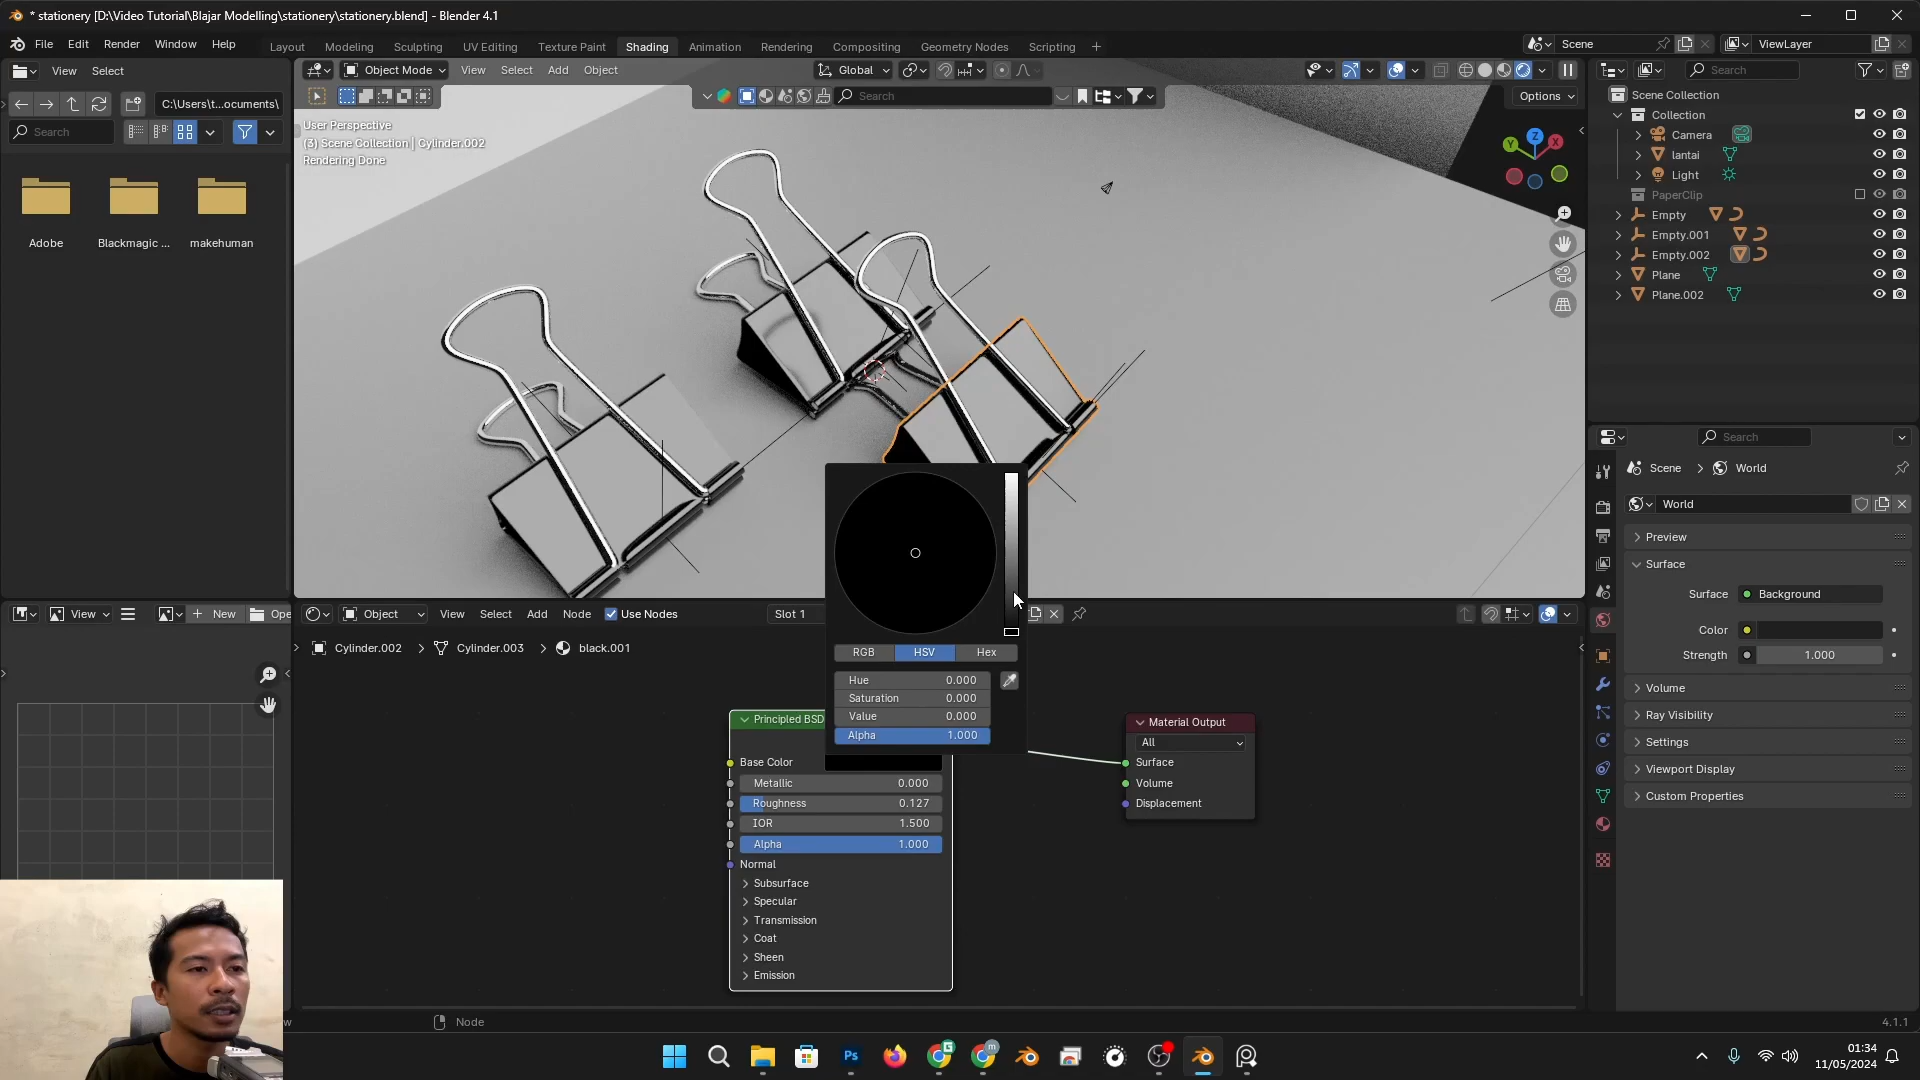 * stationery [D:\Video Tutorial\Blajar Modelling\stationery\stationery.blend] - Blender 4.1
File Edit Render Window Help
Layout Modeling Sculpting UV Editing Texture Paint Shading Animation Rendering Compositing Geometry Nodes Scripting +
Scene
ViewLayer
View Select
Object Mode View Select Add Object
Global
Search
C:\Users\t...ocuments\
Search
Search
Options
User Perspective
(3) Scene Collection | Cylinder.002
Rendering Done
Z
Y
X
Adobe
Blackmagic ...
makehuman
Scene Collection
Collection
Camera
lantai
Light
PaperClip
Empty
Empty.001
Empty.002
Plane
Plane.002
Search
Scene > World
World
Preview
Surface
Surface Background
Color
Strength 1.000
Volume
Ray Visibility
Settings
Viewport Display
Custom Properties
View
+ New
Ope
Object View Select Add Node Use Nodes
Slot 1
Cylinder.002 > Cylinder.003 > black.001
RGB HSV Hex
Hue 0.000
Saturation 0.000
Value 0.000
Alpha 1.000
Principled BSD
Base Color
Metallic 0.000
Roughness 0.127
IOR 1.500
Alpha 1.000
Normal
Subsurface
Specular
Transmission
Coat
Sheen
Emission
Material Output
All
Surface
Volume
Displacement
w
Node
4.1.1
Ps
01:34
11/05/2024